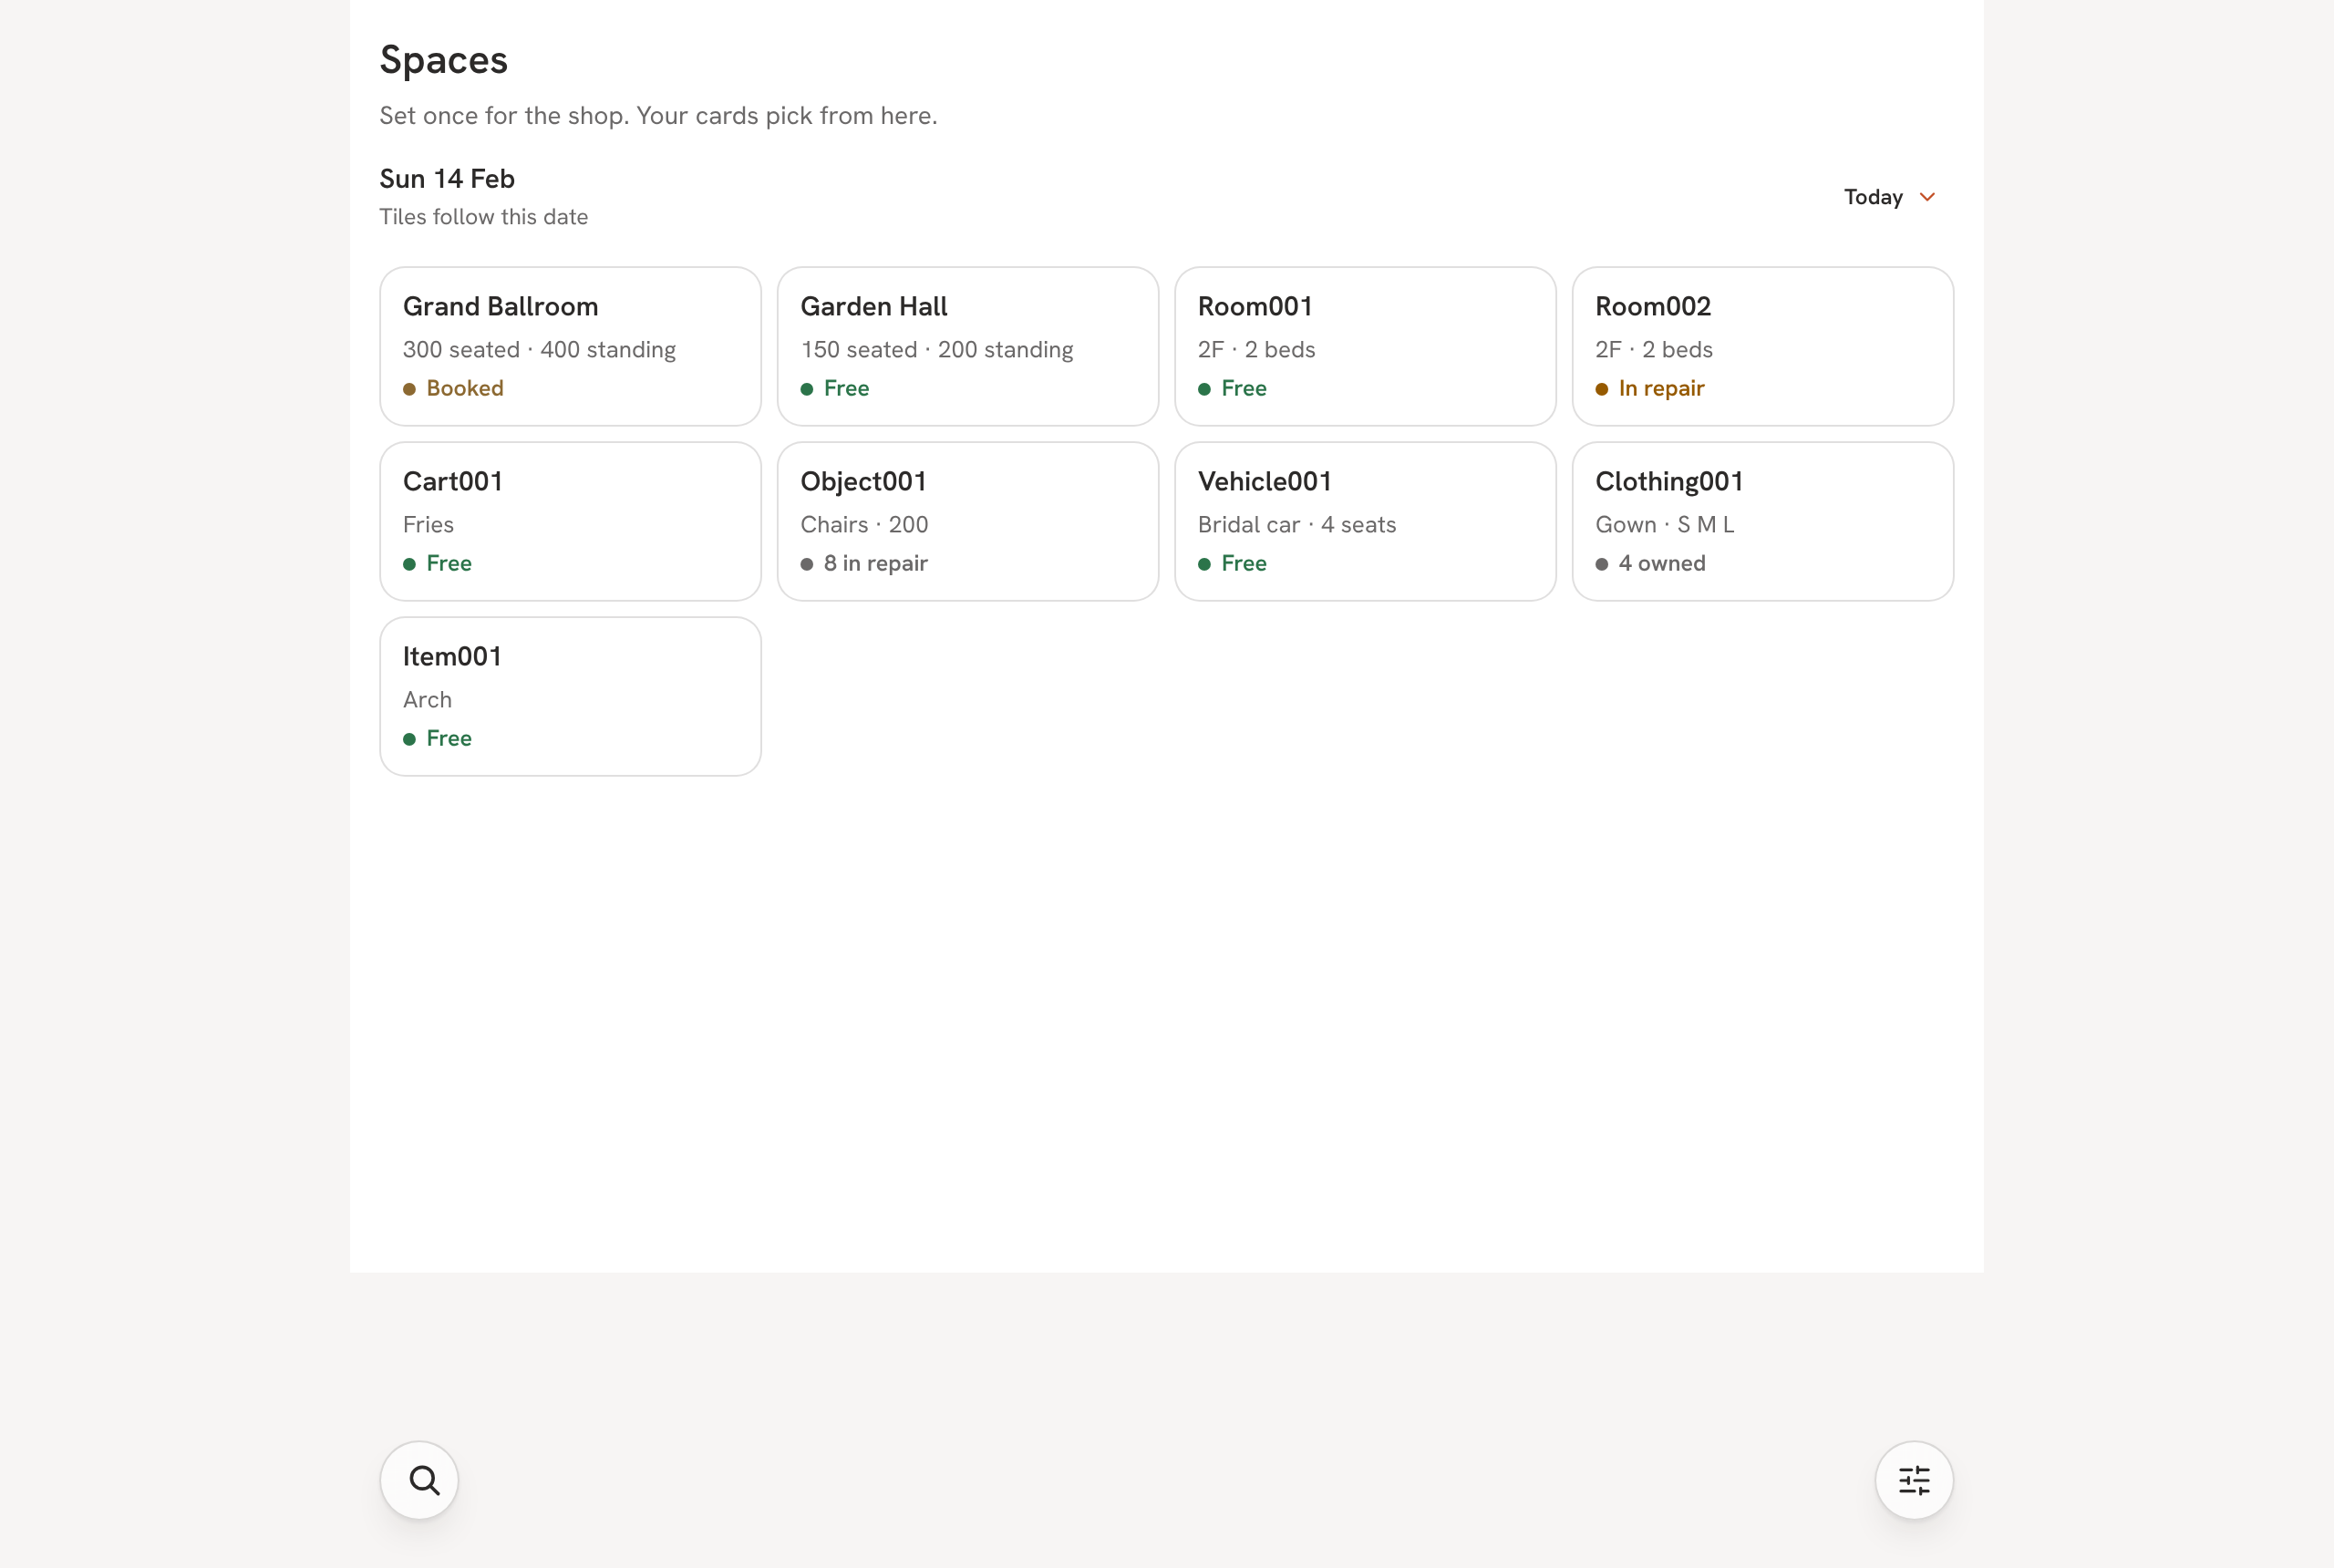 Spaces
Set once for the shop. Your cards pick from here.
Sun 14 Feb
Tiles follow this date
Today
Grand Ballroom
300 seated · 400 standing
Booked
Garden Hall
150 seated · 200 standing
Free
Room001
2F · 2 beds
Free
Room002
2F · 2 beds
In repair
Cart001
Fries
Free
Object001
Chairs · 200
8 in repair
Vehicle001
Bridal car · 4 seats
Free
Clothing001
Gown · S M L
4 owned
Item001
Arch
Free